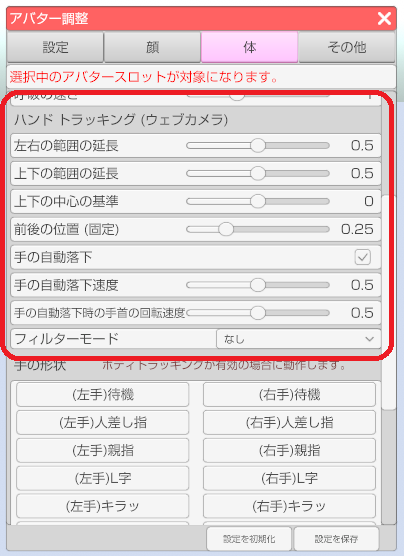 アバター調整
設定 顔 体 その他
選択中のアバタースロットが対象になります。
呼吸の速さ 1
ハンド トラッキング (ウェブカメラ)
左右の範囲の延長 0.5
上下の範囲の延長 0.5
上下の中心の基準 0
前後の位置 (固定) 0.25
手の自動落下
手の自動落下速度 0.5
手の自動落下時の手首の回転速度 0.5
フィルターモード なし
手の形状 ボディトラッキングが有効の場合に動作します。
(左手)待機 (右手)待機
(左手)人差し指 (右手)人差し指
(左手)親指 (右手)親指
(左手)L字 (右手)L字
(左手)キラッ (右手)キラッ
設定を初期化 設定を保存